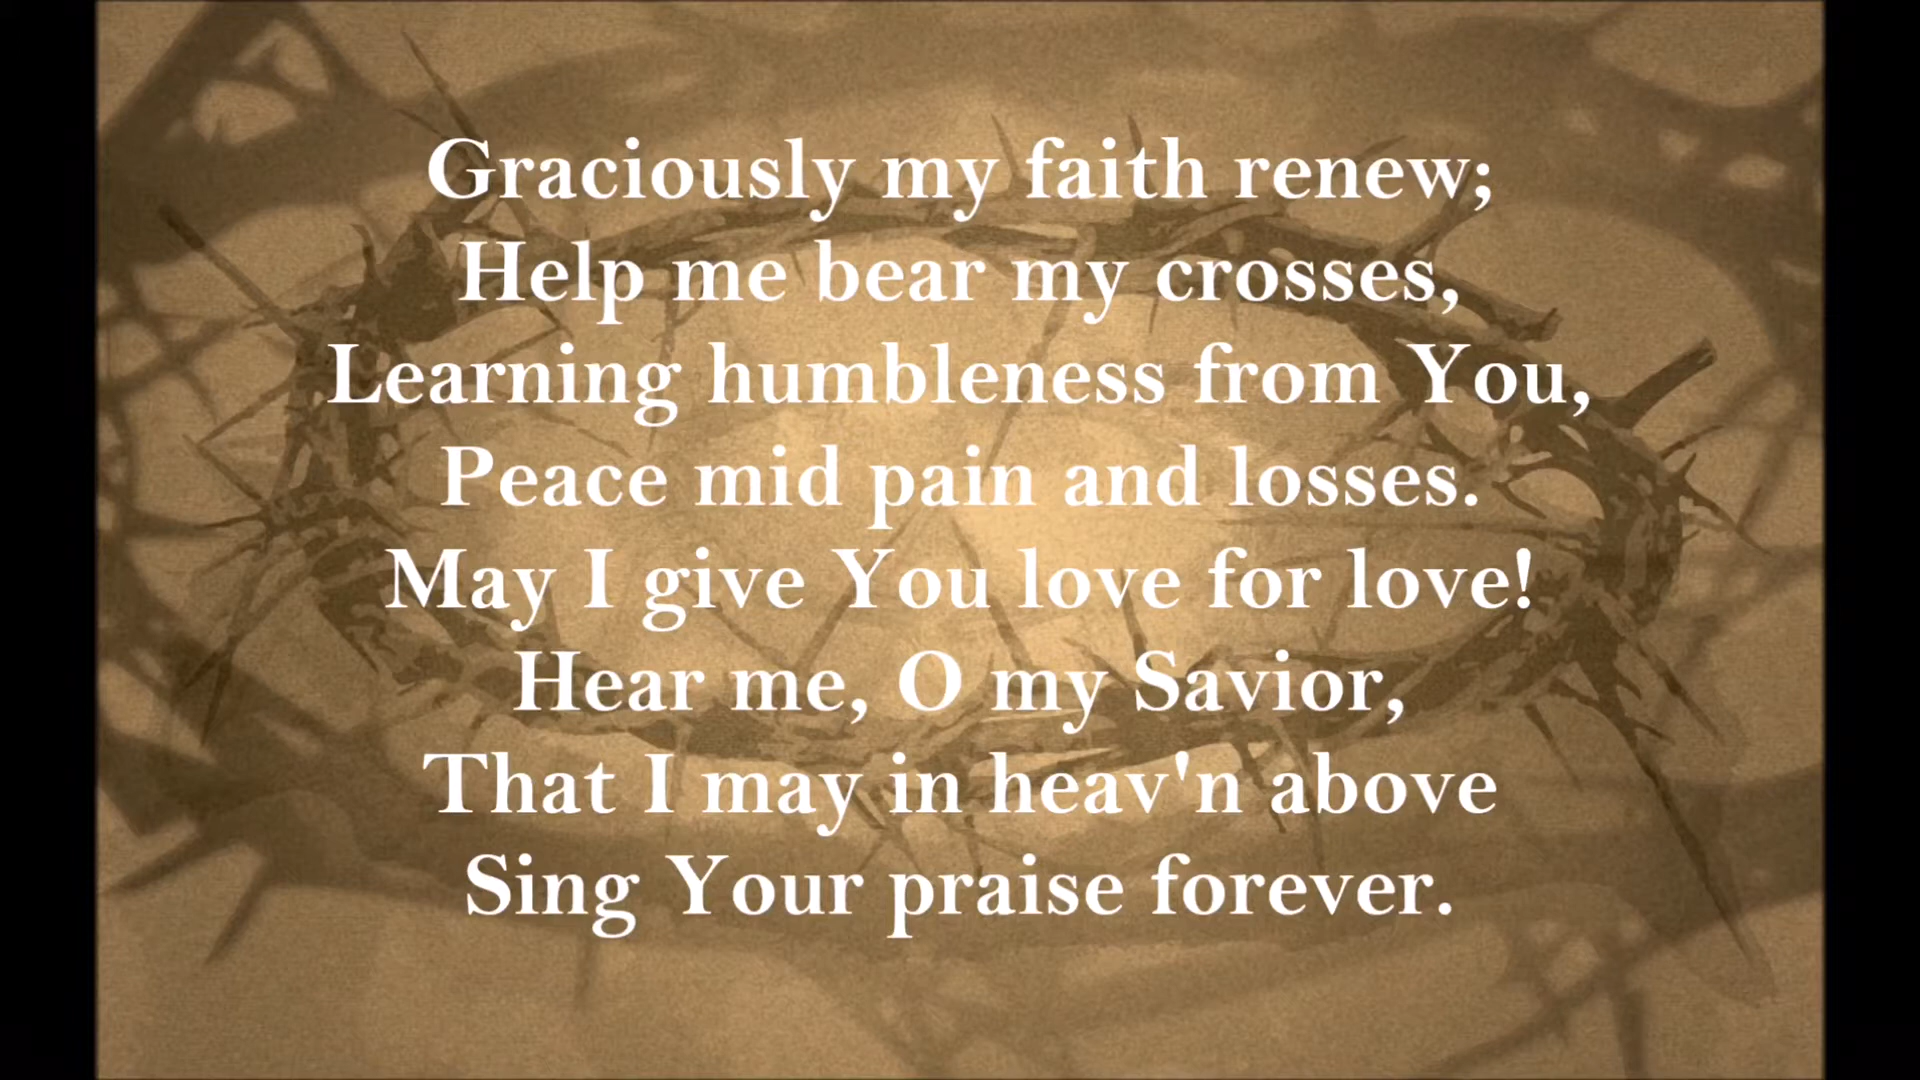 Graciously my faith renew;
Help me bear my crosses,
Learning humbleness from You,
Peace mid pain and losses.
May I give You love for love!
Hear me, O my Savior,
That I may in heav'n above
Sing Your praise forever.